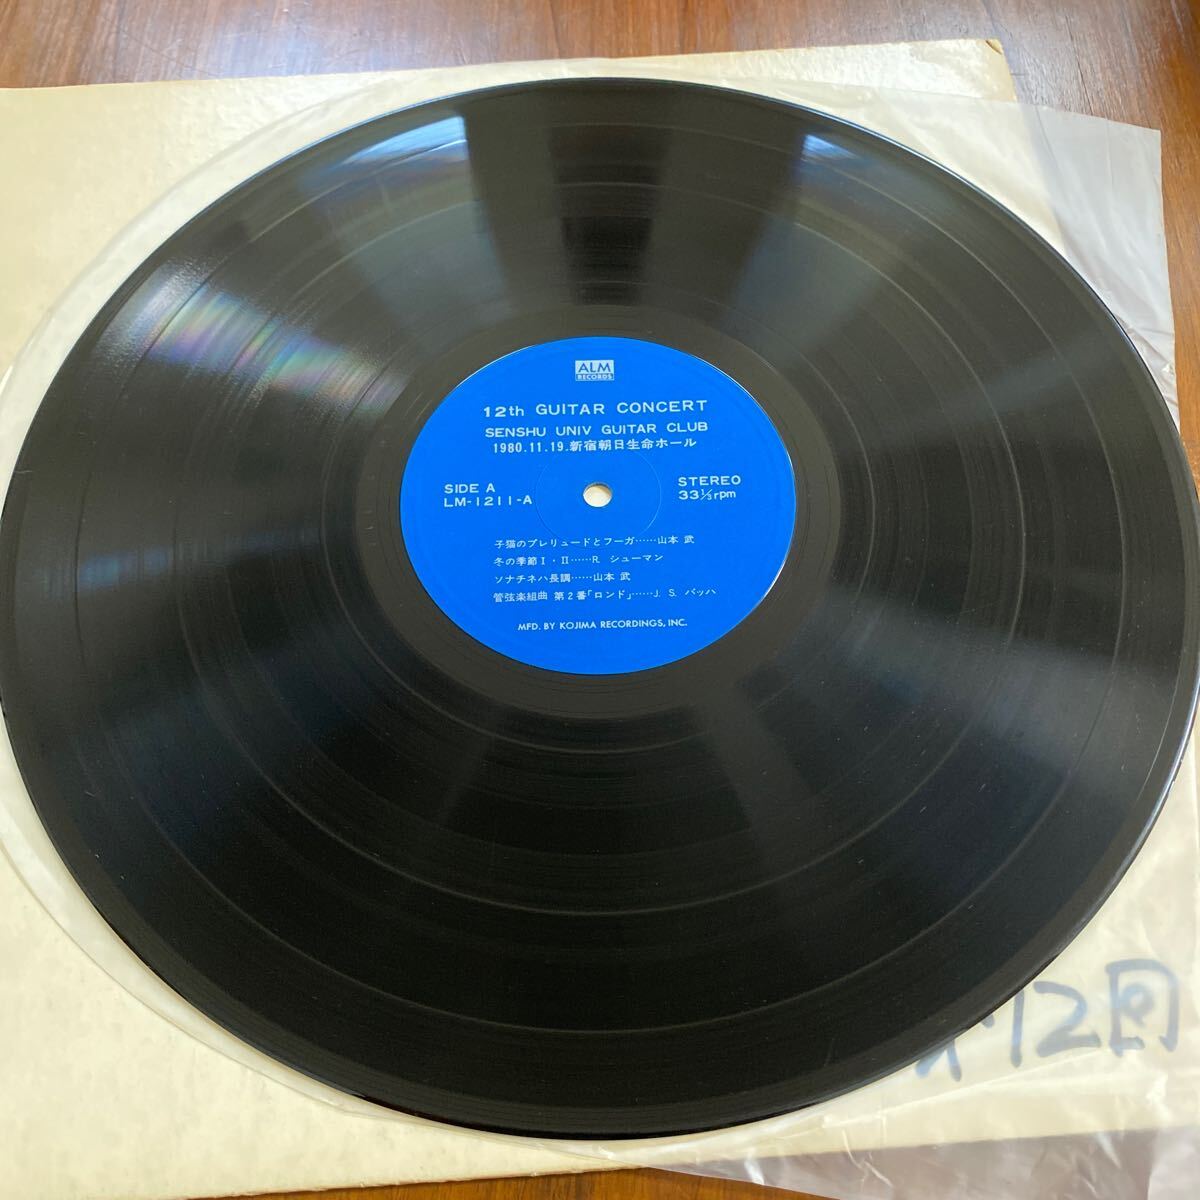 ALM
RECORDS
12th GUITAR CONCERT
SENSHU UNIV GUITAR CLUB
1980.11.19.新宿朝日生命ホール
SIDE A
LM-1211-A
STEREO
33⅓rpm
子猫のプレリュードとフーガ……山本 武
冬の季節Ⅰ・Ⅱ……R. シューマン
ソナチネハ長調……山本 武
管弦楽組曲 第2番「ロンド」……J. S. バッハ
MFD. BY KOJIMA RECORDINGS, INC.
12回